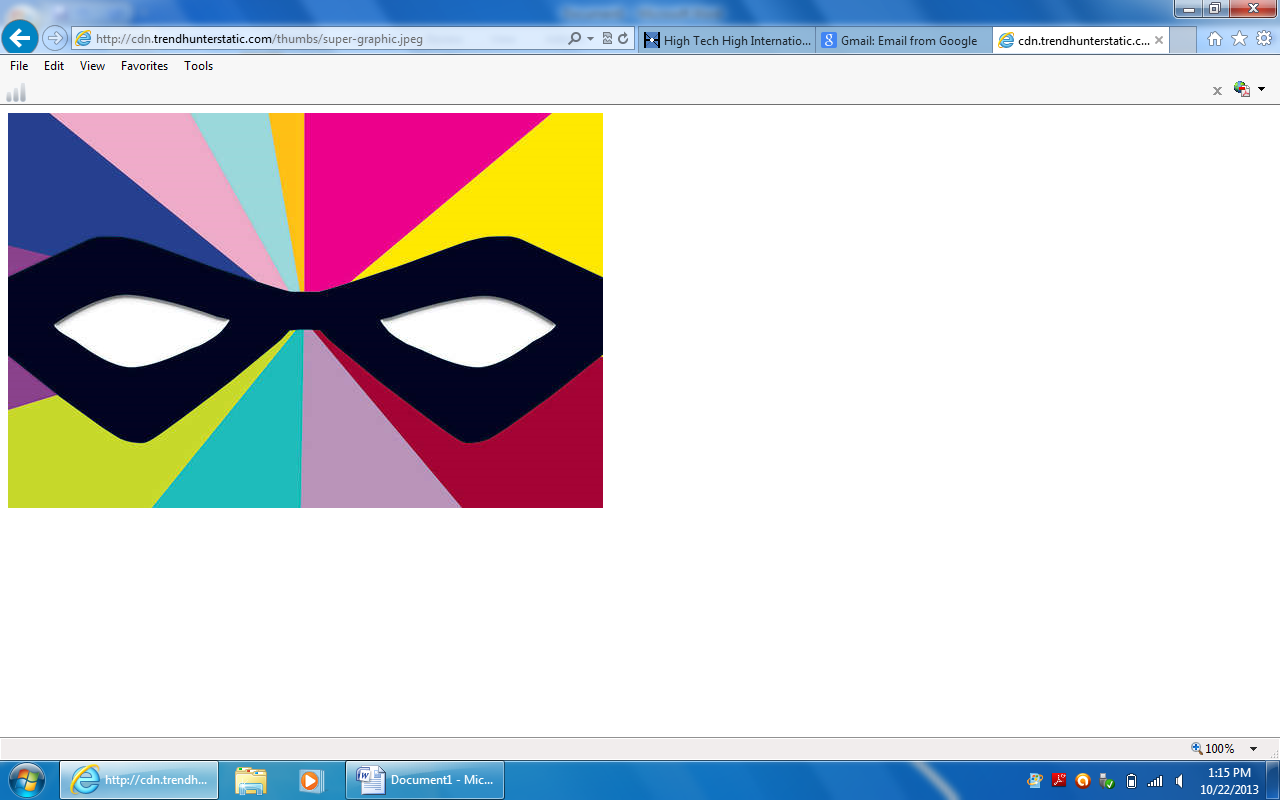 http://cdn.trendhunterstatic.com/thumbs/super-graphic.jpeg
High Tech High Internatio...
Gmail: Email from Google
cdn.trendhunterstatic.c...
File Edit View Favorites Tools
100%
http://cdn.trendh...
Document1 - Mic...
1:15 PM
10/22/2013